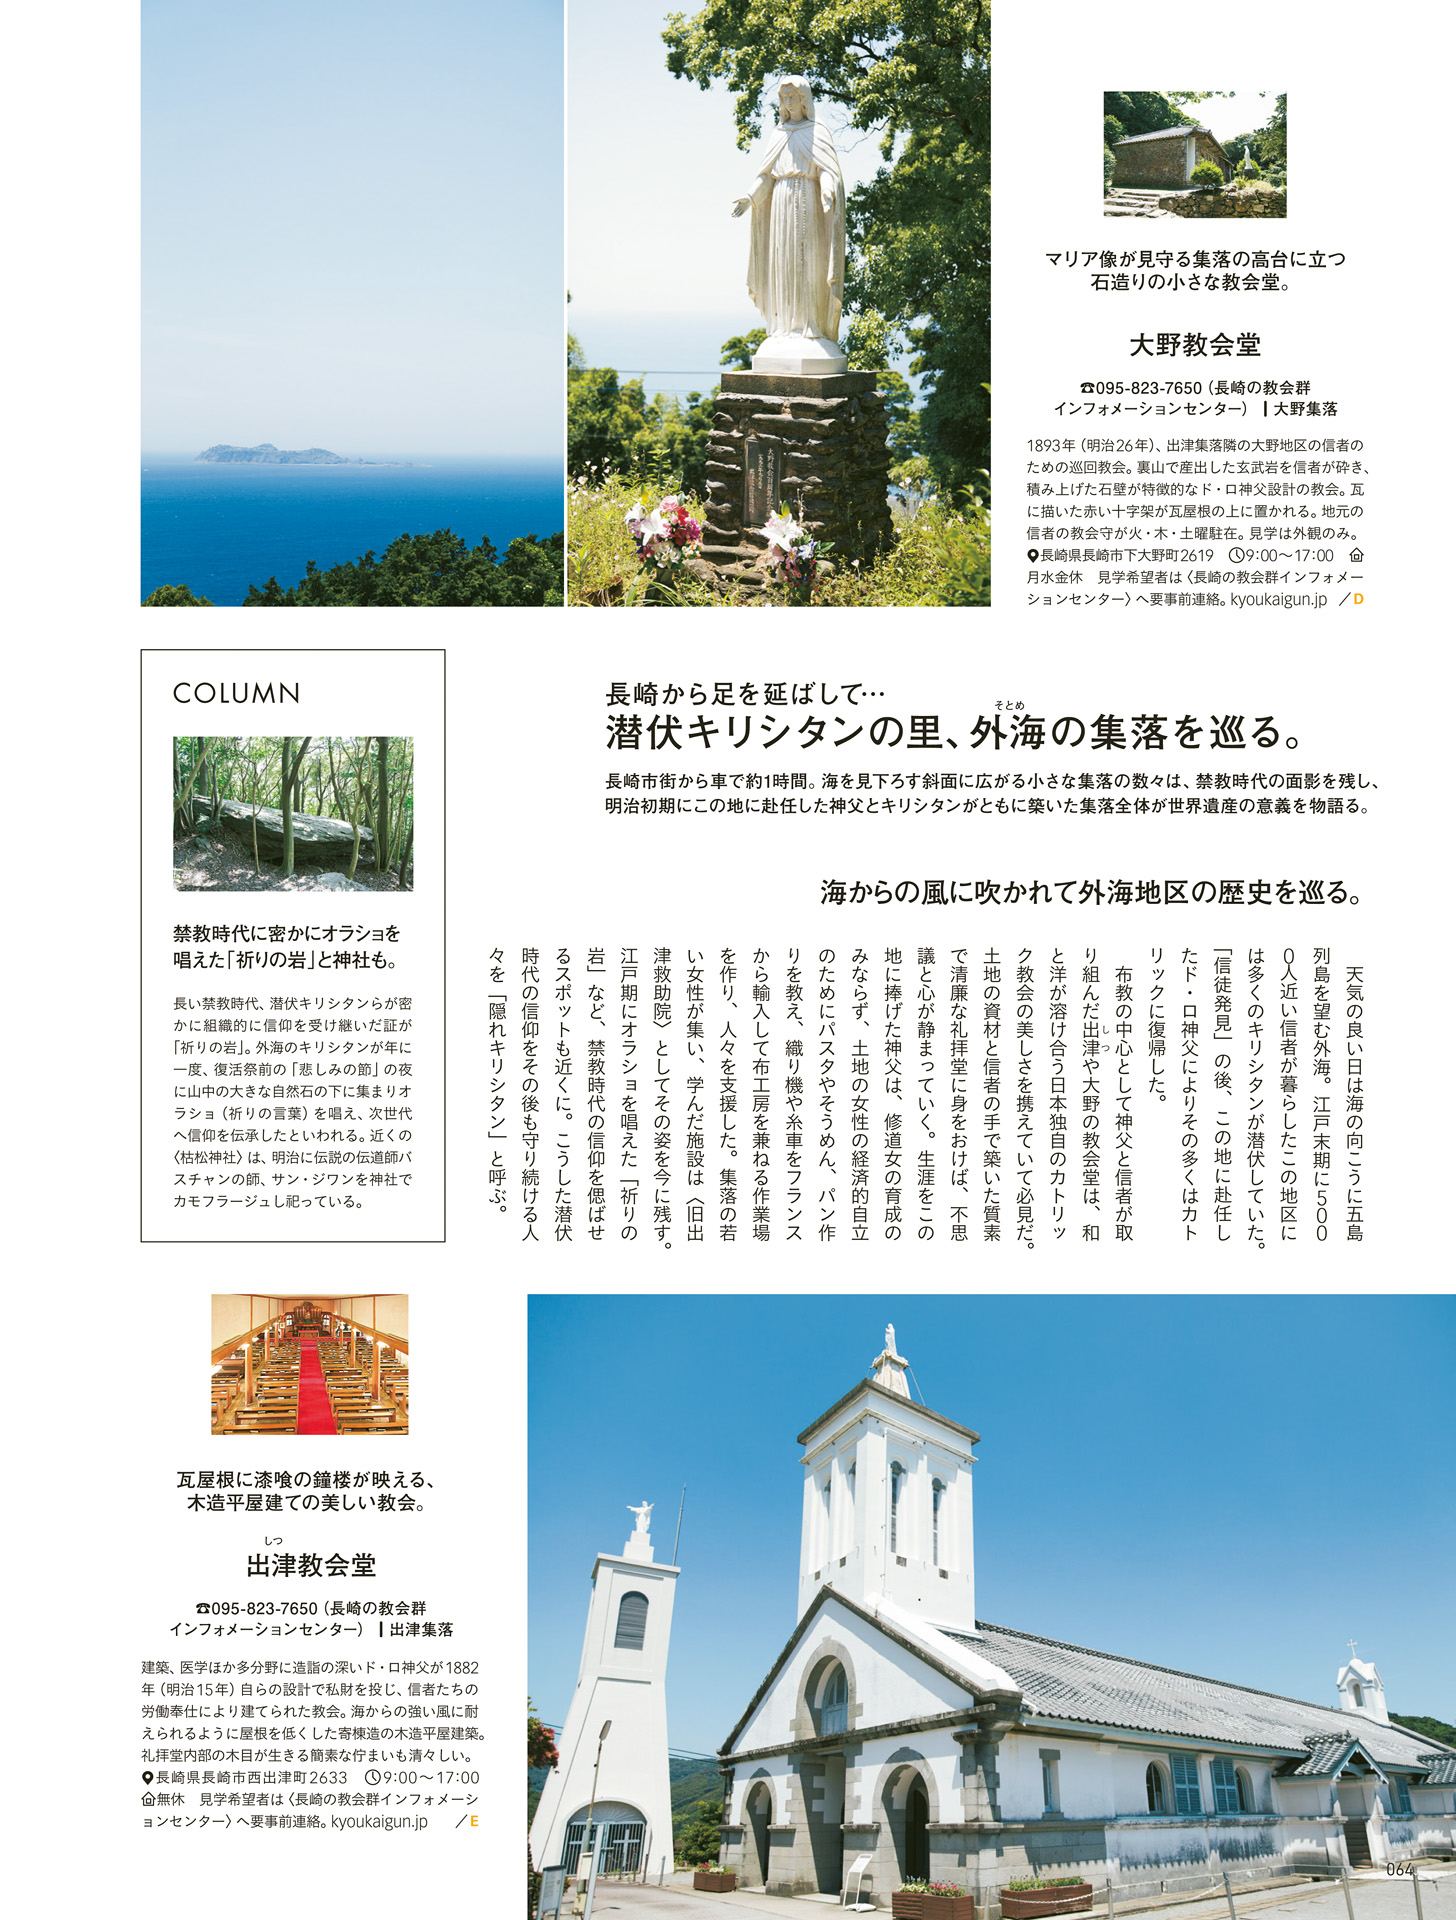 マリア像が見守る集落の高台に立つ
石造りの小さな教会堂。
大野教会堂
☎095-823-7650（長崎の教会群
インフォメーションセンター）┃大野集落
1893年（明治26年）、出津集落隣の大野地区の信者の
ための巡回教会。裏山で産出した玄武岩を信者が砕き、
積み上げた石壁が特徴的なド・ロ神父設計の教会。瓦
に描いた赤い十字架が瓦屋根の上に置かれる。地元の
信者の教会守が火・木・土曜駐在。見学は外観のみ。
長崎県長崎市下大野町2619　9:00〜17:00
月水金休　見学希望者は〈長崎の教会群インフォメー
ションセンター〉へ要事前連絡。kyoukaigun.jp ／D
長崎から足を延ばして…
そとめ
潜伏キリシタンの里、外海の集落を巡る。
長崎市街から車で約1時間。海を見下ろす斜面に広がる小さな集落の数々は、禁教時代の面影を残し、
明治初期にこの地に赴任した神父とキリシタンがともに築いた集落全体が世界遺産の意義を物語る。
海からの風に吹かれて外海地区の歴史を巡る。
天気の良い日は海の向こうに五島
列島を望む外海。江戸末期に500
0人近い信者が暮らしたこの地区に
は多くのキリシタンが潜伏していた。
「信徒発見」の後、この地に赴任し
たド・ロ神父によりその多くはカト
リックに復帰した。
布教の中心として神父と信者が取
り組んだ出津や大野の教会堂は、和
しつ
と洋が溶け合う日本独自のカトリッ
ク教会の美しさを携えていて必見だ。
土地の資材と信者の手で築いた質素
で清廉な礼拝堂に身をおけば、不思
議と心が静まっていく。生涯をこの
地に捧げた神父は、修道女の育成の
みならず、土地の女性の経済的自立
のためにパスタやそうめん、パン作
りを教え、織り機や糸車をフランス
から輸入して布工房を兼ねる作業場
を作り、人々を支援した。集落の若
い女性が集い、学んだ施設は〈旧出
津救助院〉としてその姿を今に残す。
江戸期にオラショを唱えた「祈りの
岩」など、禁教時代の信仰を偲ばせ
るスポットも近くに。こうした潜伏
時代の信仰をその後も守り続ける人
々を『隠れキリシタン』と呼ぶ。
COLUMN
禁教時代に密かにオラショを
唱えた「祈りの岩」と神社も。
長い禁教時代、潜伏キリシタンらが密
かに組織的に信仰を受け継いだ証が
「祈りの岩」。外海のキリシタンが年に
一度、復活祭前の「悲しみの節」の夜
に山中の大きな自然石の下に集まりオ
ラショ（祈りの言葉）を唱え、次世代
へ信仰を伝承したといわれる。近くの
〈枯松神社〉は、明治に伝説の伝道師バ
スチャンの師、サン・ジワンを神社で
カモフラージュし祀っている。
瓦屋根に漆喰の鐘楼が映える、
木造平屋建ての美しい教会。
しつ
出津教会堂
☎095-823-7650（長崎の教会群
インフォメーションセンター）┃出津集落
建築、医学ほか多分野に造詣の深いド・ロ神父が1882
年（明治15年）自らの設計で私財を投じ、信者たちの
労働奉仕により建てられた教会。海からの強い風に耐
えられるように屋根を低くした寄棟造の木造平屋建築。
礼拝堂内部の木目が生きる簡素な佇まいも清々しい。
長崎県長崎市西出津町2633　9:00〜17:00
無休　見学希望者は〈長崎の教会群インフォメーシ
ョンセンター〉へ要事前連絡。kyoukaigun.jp ／E
064